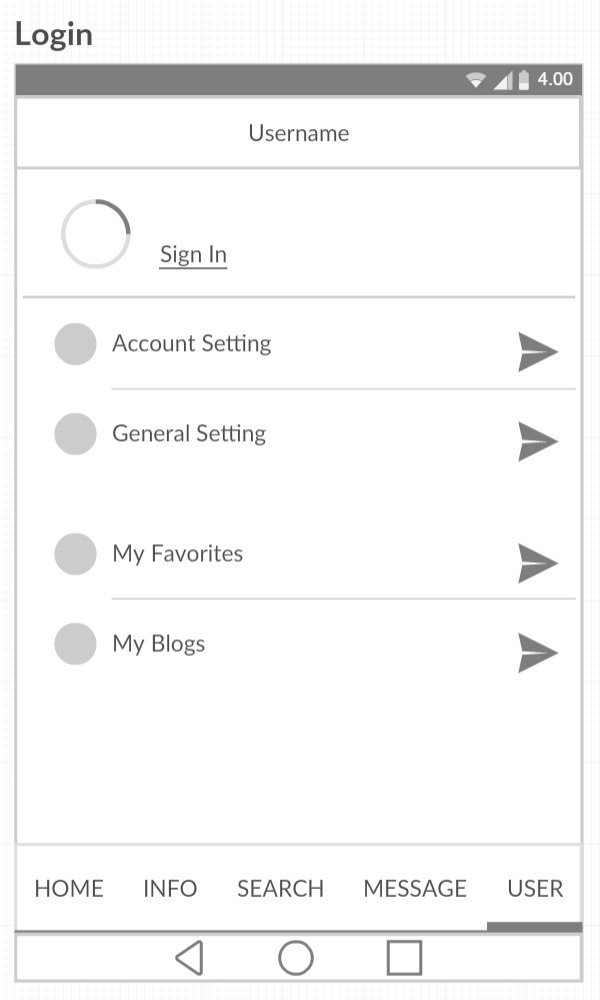 Login
4.00
Username
Sign In
Account Setting
General Setting
My Favorites
My Blogs
HOME INFO SEARCH MESSAGE USER